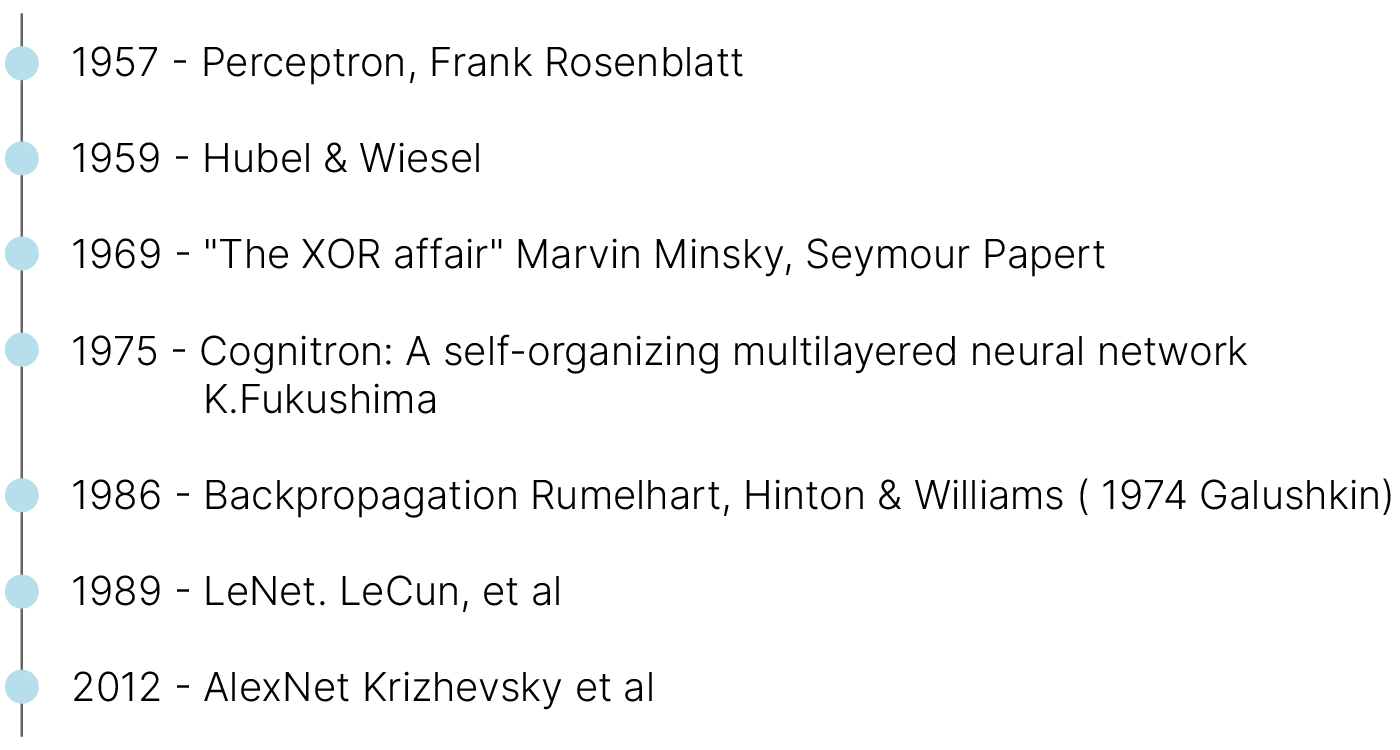 1957 - Perceptron, Frank Rosenblatt
1959 - Hubel & Wiesel
1969 - "The XOR affair" Marvin Minsky, Seymour Papert
1975 - Cognitron: A self-organizing multilayered neural network
K.Fukushima
1986 - Backpropagation Rumelhart, Hinton & Williams ( 1974 Galushkin)
1989 - LeNet. LeCun, et al
2012 - AlexNet Krizhevsky et al